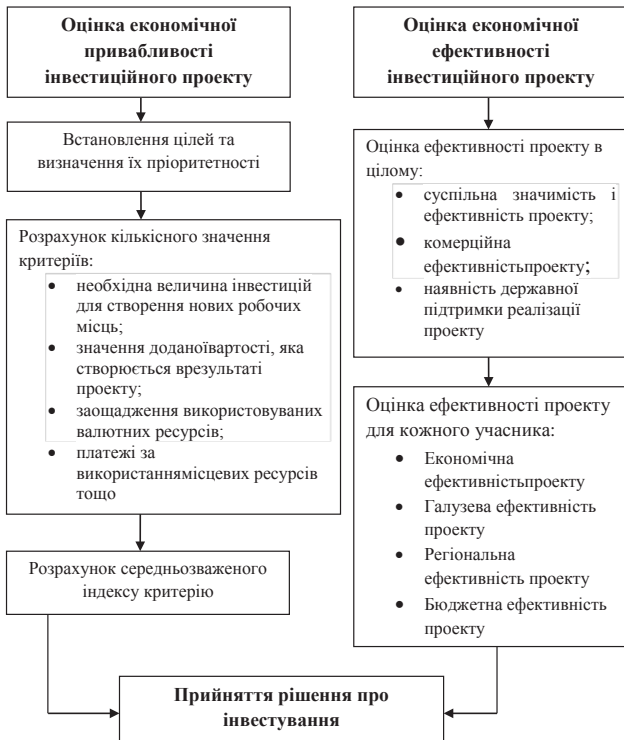 Оцінка економічної
привабливості
інвестиційного проекту
Встановлення цілей та
визначення їх пріоритетності
Розрахунок кількісного значення
критеріїв:
• необхідна величина інвестицій
для створення нових робочих
місць;
• значення доданоївартості, яка
створюється врезультаті
проекту;
• заощадження використовуваних
валютних ресурсів;
• платежі за
використаннямісцевих ресурсів
тощо
Розрахунок середньозваженого
індексу критерію
Оцінка економічної
ефективності
інвестиційного проекту
Оцінка ефективності проекту в
цілому:
• суспільна значимість і
ефективність проекту;
• комерційна
ефективністьпроекту;
• наявність державної
підтримки реалізації
проекту
Оцінка ефективності проекту
для кожного учасника:
• Економічна
ефективністьпроекту
• Галузева ефективність
проекту
• Регіональна
ефективність проекту
• Бюджетна ефективність
проекту
Прийняття рішення про
інвестування